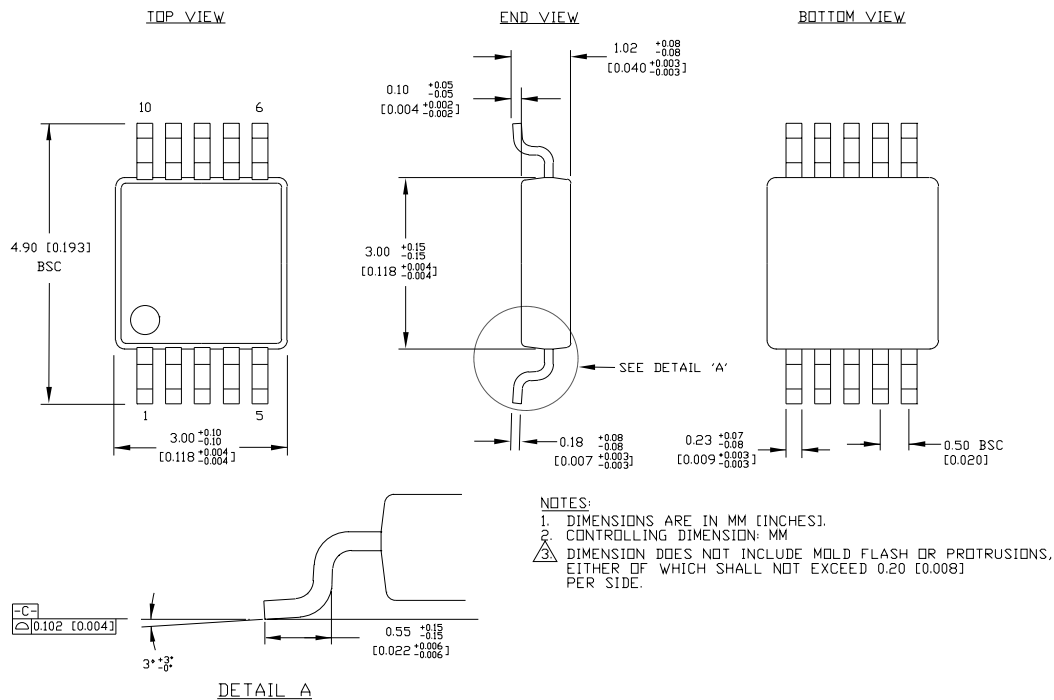 TOP VIEW
END VIEW
BOTTOM VIEW
1.02 +0.08 -0.08
[0.040 +0.003 -0.003]
0.10 +0.05 -0.05
[0.004 +0.002 -0.002]
10 6
4.90 [0.193]
BSC
3.00 +0.15 -0.15
[0.118 +0.004 -0.004]
SEE DETAIL 'A'
1 5
3.00 +0.10 -0.10
[0.118 +0.004 -0.004]
0.18 +0.08 -0.08
[0.007 +0.003 -0.003]
0.23 +0.07 -0.08
[0.009 +0.003 -0.003]
0.50 BSC
[0.020]
NOTES:
1. DIMENSIONS ARE IN MM [INCHES].
2. CONTROLLING DIMENSION: MM
3. DIMENSION DOES NOT INCLUDE MOLD FLASH OR PROTRUSIONS,
EITHER OF WHICH SHALL NOT EXCEED 0.20 [0.008]
PER SIDE.
-C-
⌓ 0.102 [0.004]
3° +3° -0°
0.55 +0.15 -0.15
[0.022 +0.006 -0.006]
DETAIL A